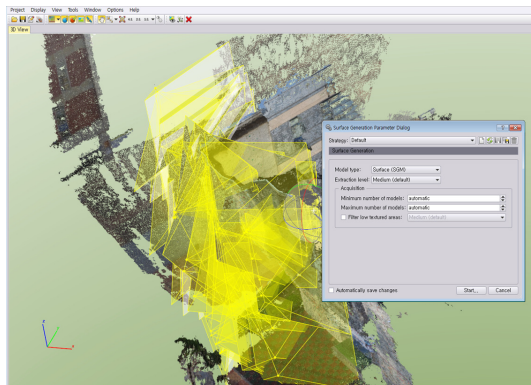 Project Display View Tools Window Options Help
3D View
Surface Generation Parameter Dialog
Strategy: Default
Surface Generation
Model type: Surface (SGM)
Extraction level: Medium (default)
Acquisition
Minimum number of models: automatic
Maximum number of models: automatic
Filter low textured areas: Medium (default)
Automatically save changes Start... Cancel